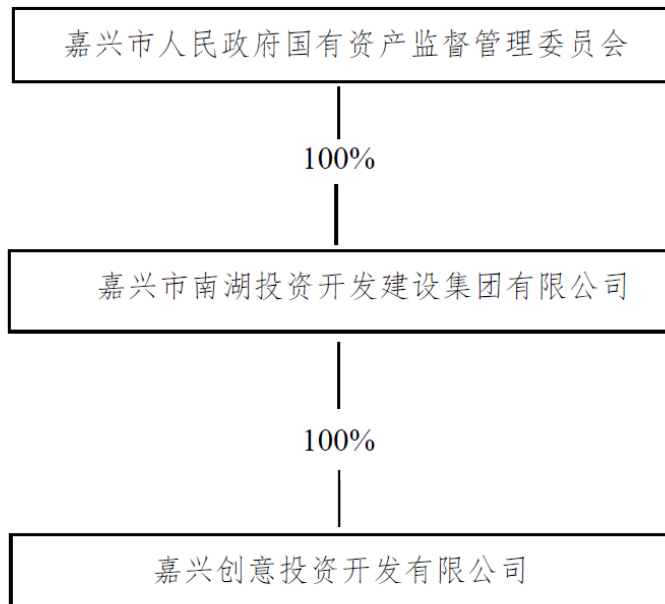 嘉兴市人民政府国有资产监督管理委员会
100%
嘉兴市南湖投资开发建设集团有限公司
100%
嘉兴创意投资开发有限公司